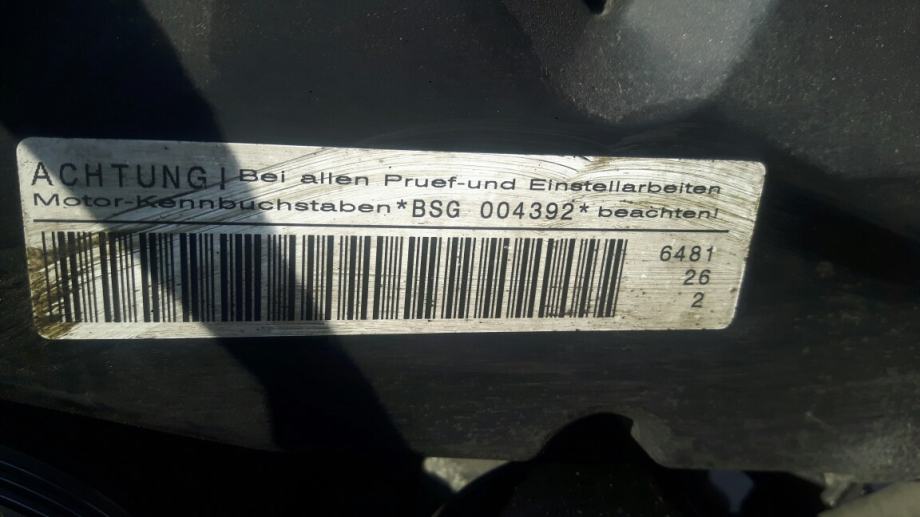 ACHTUNG! Bei allen Pruef-und Einstellarbeiten
Motor-Kennbuchstaben *BSG 004392* beachten!
6481
26
2